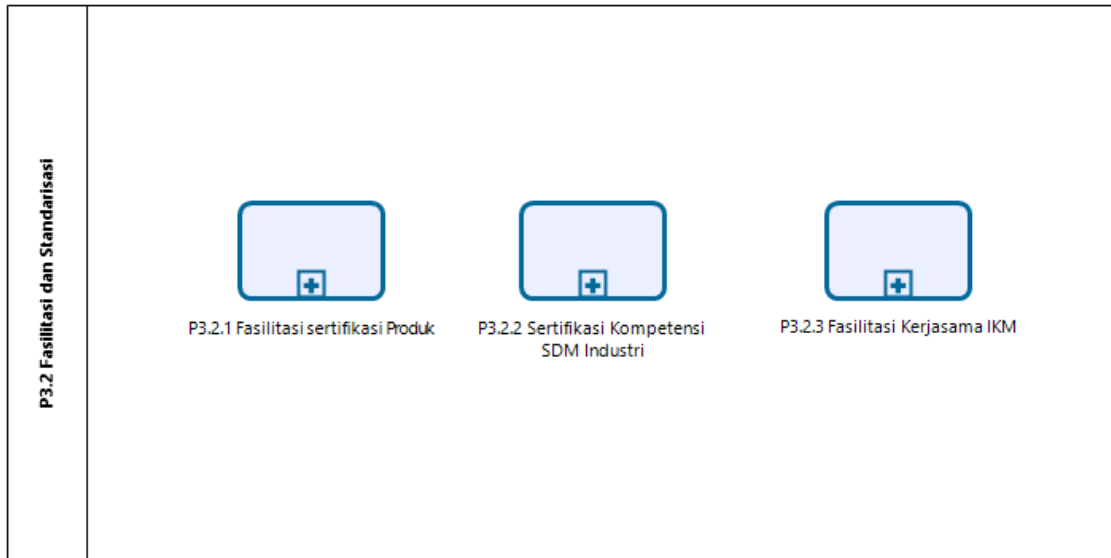 P3.2 Fasilitasi dan Standarisasi
P3.2.1 Fasilitasi sertifikasi Produk
P3.2.2 Sertifikasi Kompetensi
SDM Industri
P3.2.3 Fasilitasi Kerjasama IKM